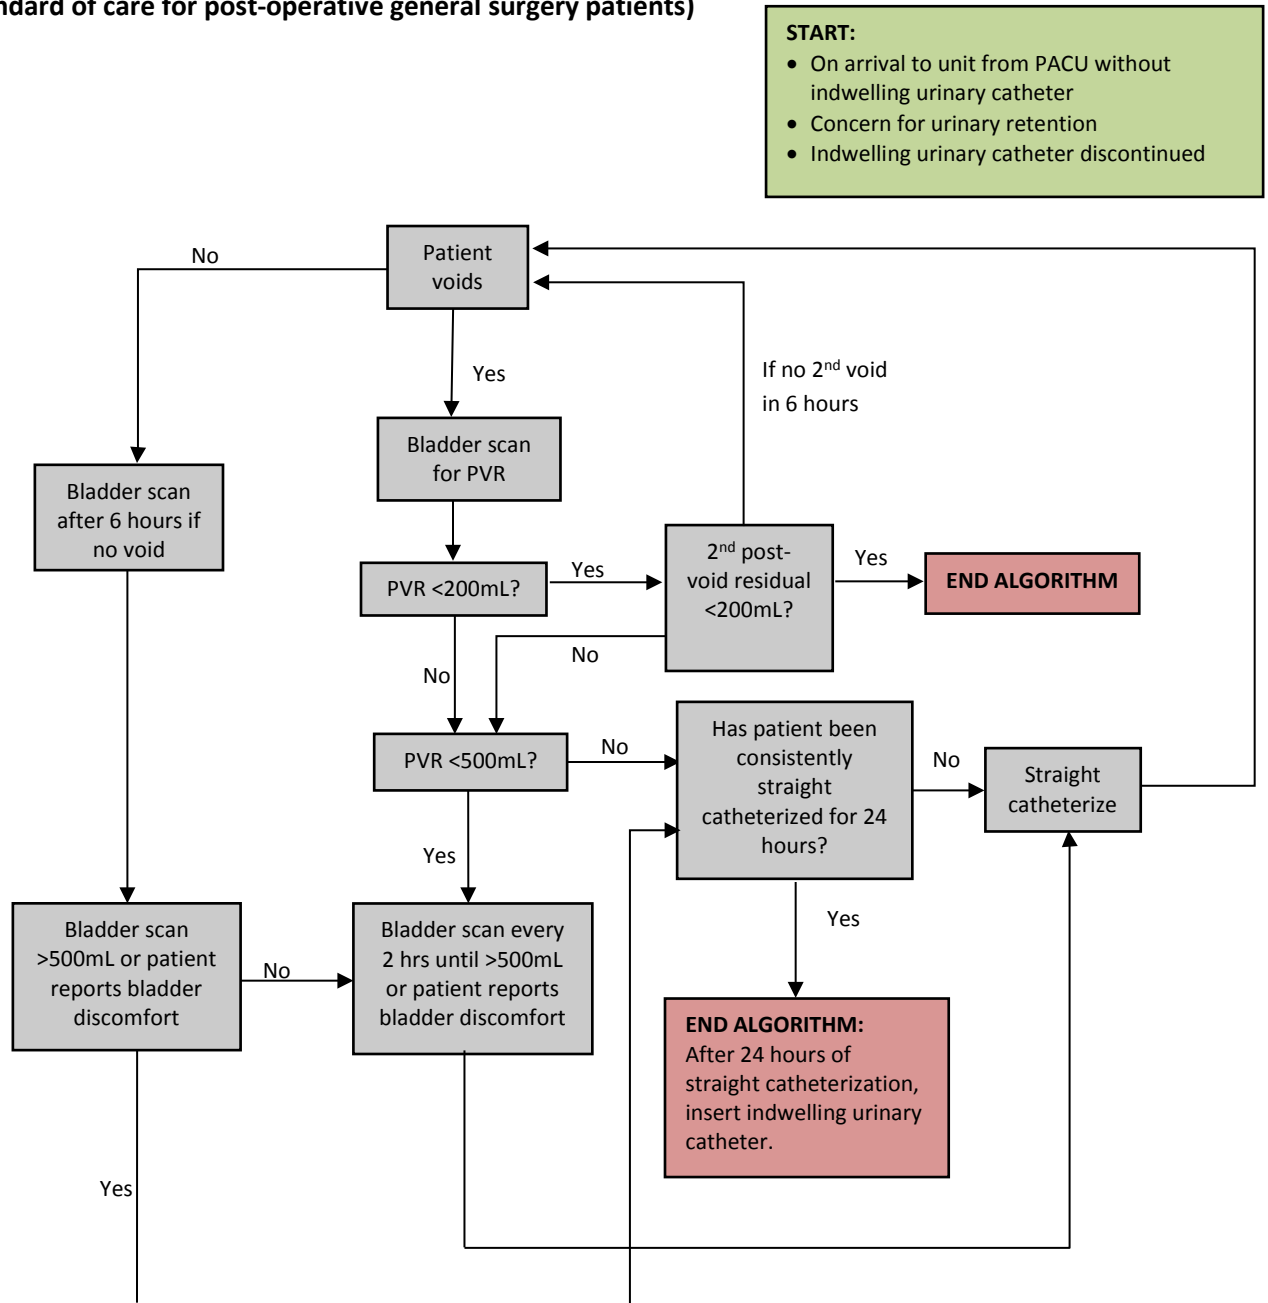 ndard of care for post-operative general surgery patients)
START:
• On arrival to unit from PACU without
indwelling urinary catheter
• Concern for urinary retention
• Indwelling urinary catheter discontinued
Patient
voids
No
Yes
If no 2nd void
in 6 hours
Bladder scan
for PVR
Bladder scan
after 6 hours if
no void
PVR <200mL?
Yes
2nd post-
void residual
<200mL?
Yes
END ALGORITHM
No
No
PVR <500mL?
No
Has patient been
consistently
straight
catheterized for 24
hours?
No
Straight
catheterize
Yes
Yes
Bladder scan
>500mL or patient
reports bladder
discomfort
No
Bladder scan every
2 hrs until >500mL
or patient reports
bladder discomfort
END ALGORITHM:
After 24 hours of
straight catheterization,
insert indwelling urinary
catheter.
Yes